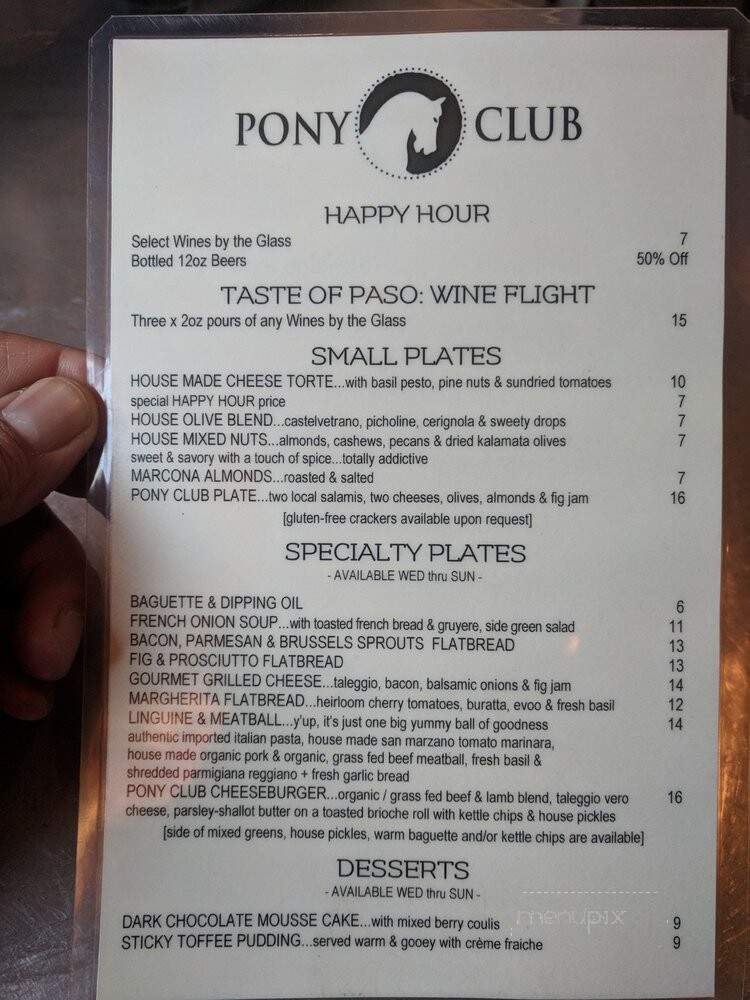 PONY CLUB
HAPPY HOUR
Select Wines by the Glass 7
Bottled 12oz Beers 50% Off
TASTE OF PASO: WINE FLIGHT
Three x 2oz pours of any Wines by the Glass 15
SMALL PLATES
HOUSE MADE CHEESE TORTE...with basil pesto, pine nuts & sundried tomatoes 10
special HAPPY HOUR price 7
HOUSE OLIVE BLEND...castelvetrano, picholine, cerignola & sweety drops 7
HOUSE MIXED NUTS...almonds, cashews, pecans & dried kalamata olives 7
sweet & savory with a touch of spice...totally addictive
MARCONA ALMONDS...roasted & salted 7
PONY CLUB PLATE...two local salamis, two cheeses, olives, almonds & fig jam 16
[gluten-free crackers available upon request]
SPECIALTY PLATES
- AVAILABLE WED thru SUN -
BAGUETTE & DIPPING OIL 6
FRENCH ONION SOUP...with toasted french bread & gruyere, side green salad 11
BACON, PARMESAN & BRUSSELS SPROUTS FLATBREAD 13
FIG & PROSCIUTTO FLATBREAD 13
GOURMET GRILLED CHEESE...taleggio, bacon, balsamic onions & fig jam 14
MARGHERITA FLATBREAD...heirloom cherry tomatoes, buratta, evoo & fresh basil 12
LINGUINE & MEATBALL...y'up, it's just one big yummy ball of goodness 14
authentic imported italian pasta, house made san marzano tomato marinara,
house made organic pork & organic, grass fed beef meatball, fresh basil &
shredded parmigiana reggiano + fresh garlic bread
PONY CLUB CHEESEBURGER...organic / grass fed beef & lamb blend, taleggio vero 16
cheese, parsley-shallot butter on a toasted brioche roll with kettle chips & house pickles
[side of mixed greens, house pickles, warm baguette and/or kettle chips are available]
DESSERTS
- AVAILABLE WED thru SUN -
DARK CHOCOLATE MOUSSE CAKE...with mixed berry coulis 9
STICKY TOFFEE PUDDING...served warm & gooey with crème fraiche 9
menupix